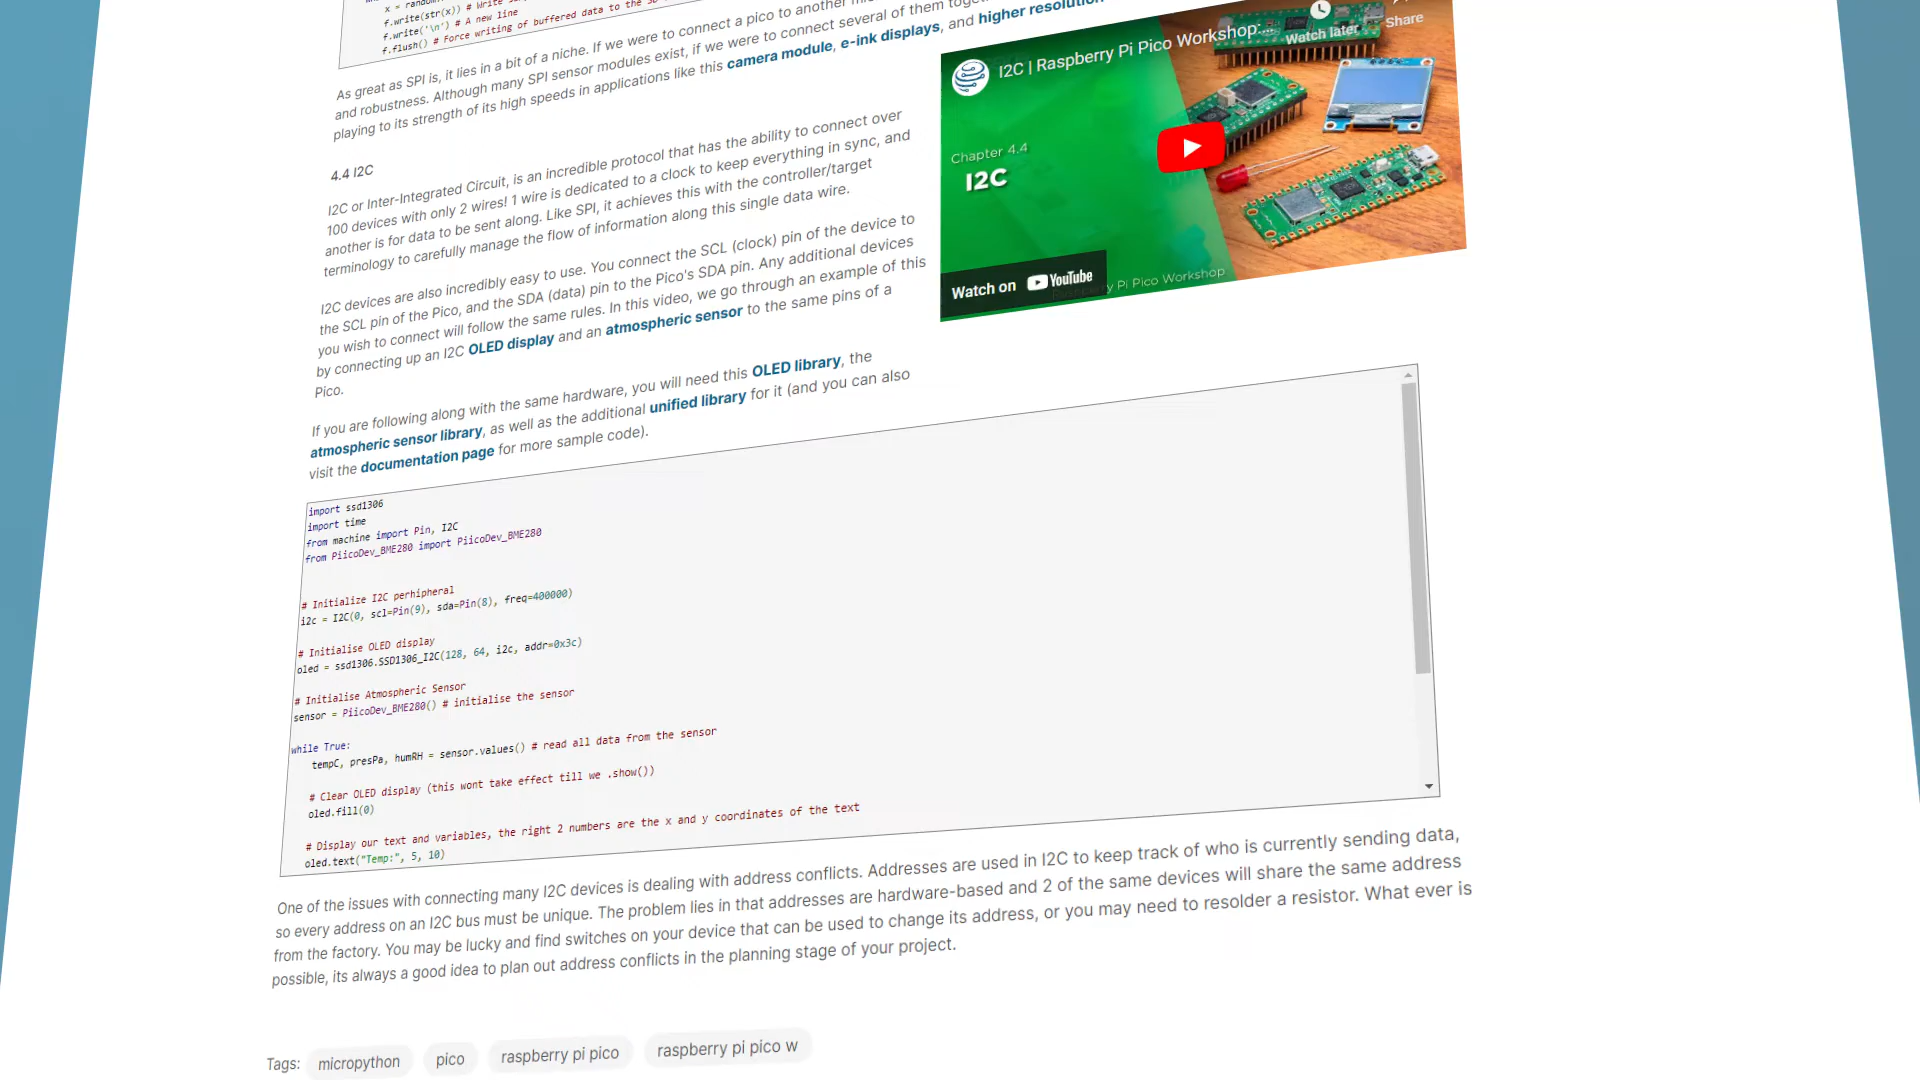 f.write(str(x)) # Write
f.write('\n') # A new line
f.flush() # Force writing of buffered data to the
As great as SPI is, it lies in a bit of a niche. If we were to connect a pico to another
and robustness. Although many SPI sensor modules exist, if we were to connect several of them
playing to its strength of its high speeds in applications like this camera module, e-ink displays, and higher resolution
4.4 I2C
I2C or Inter-Integrated Circuit, is an incredible protocol that has the ability to connect over
100 devices with only 2 wires! 1 wire is dedicated to a clock to keep everything in sync, and
another is for data to be sent along. Like SPI, it achieves this with the controller/target
terminology to carefully manage the flow of information along this single data wire.
I2C devices are also incredibly easy to use. You connect the SCL (clock) pin of the device to
the SCL pin of the Pico, and the SDA (data) pin to the Pico's SDA pin. Any additional devices
you wish to connect will follow the same rules. In this video, we go through an example of this
by connecting up an I2C OLED display and an atmospheric sensor to the same pins of a
Pico.
If you are following along with the same hardware, you will need this OLED library, the
atmospheric sensor library, as well as the additional unified library for it (and you can also
visit the documentation page for more sample code).
I2C | Raspberry Pi Pico Workshop:...
Watch later
Share
Chapter 4.4
I2C
Watch on YouTube
y Pi Pico Workshop
import ssd1306
import time
from machine import Pin, I2C
from PiicoDev_BME280 import PiicoDev_BME280
# Initialize I2C perhipheral
i2c = I2C(0, scl=Pin(9), sda=Pin(8), freq=400000)
# Initialise OLED display
oled = ssd1306.SSD1306_I2C(128, 64, i2c, addr=0x3c)
# Initialise Atmospheric Sensor
sensor = PiicoDev_BME280() # initialise the sensor
while True:
tempC, presPa, humRH = sensor.values() # read all data from the sensor
# Clear OLED display (this wont take effect till we .show())
oled.fill(0)
# Display our text and variables, the right 2 numbers are the x and y coordinates of the text
oled.text("Temp:", 5, 10)
One of the issues with connecting many I2C devices is dealing with address conflicts. Addresses are used in I2C to keep track of who is currently sending data,
so every address on an I2C bus must be unique. The problem lies in that addresses are hardware-based and 2 of the same devices will share the same address
from the factory. You may be lucky and find switches on your device that can be used to change its address, or you may need to resolder a resistor. What ever is
possible, its always a good idea to plan out address conflicts in the planning stage of your project.
Tags: micropython pico raspberry pi pico raspberry pi pico w